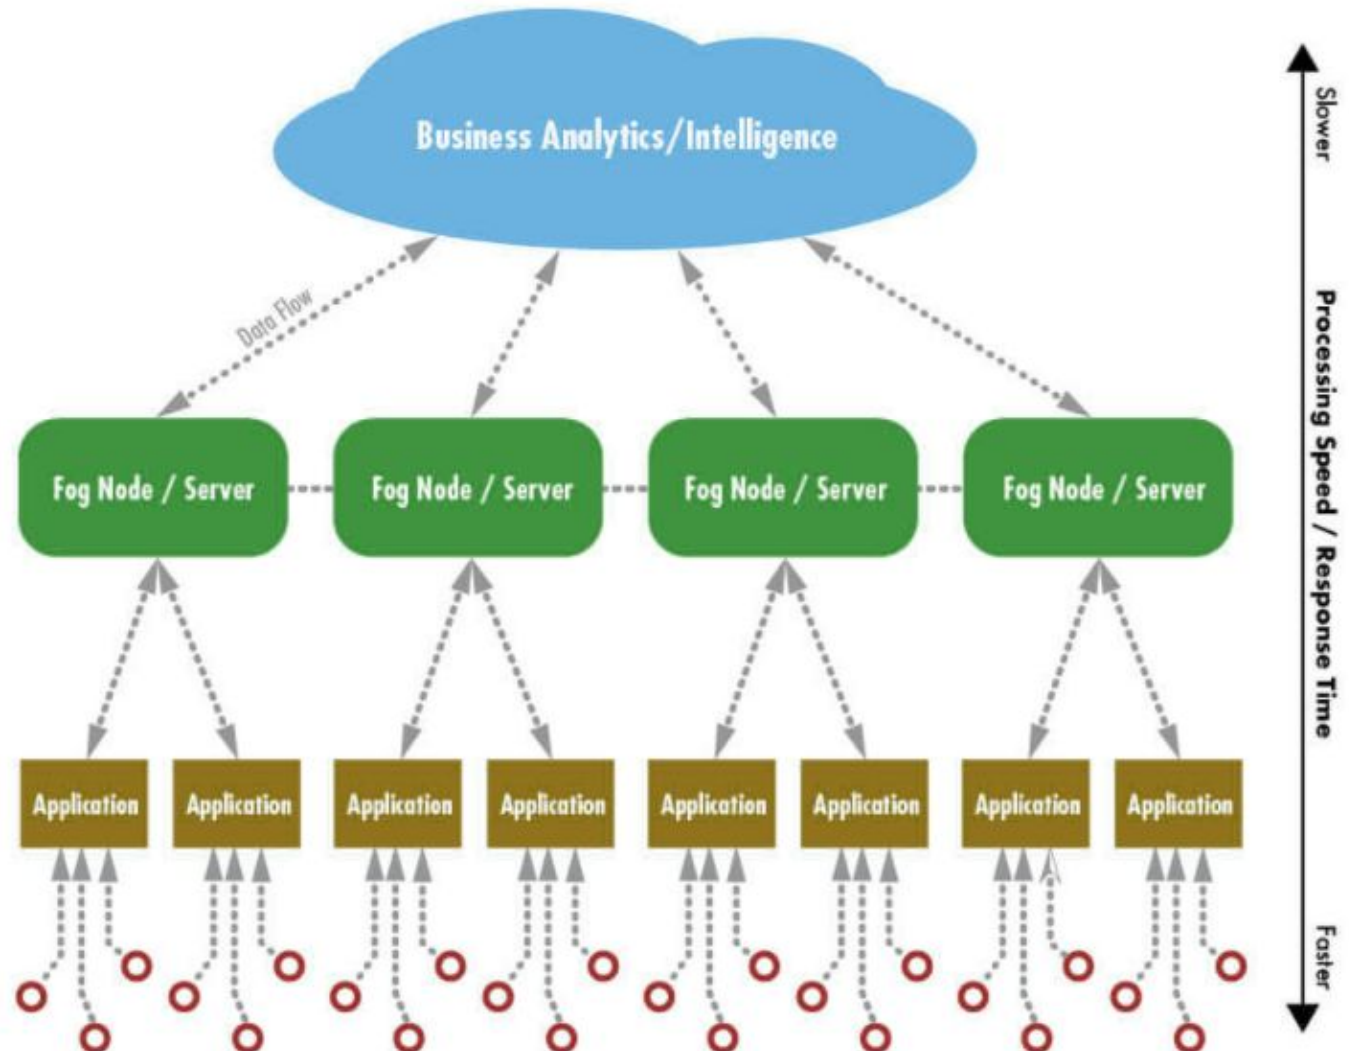 Business Analytics/Intelligence
Data Flow
Fog Node / Server
Fog Node / Server
Fog Node / Server
Fog Node / Server
Application
Application
Application
Application
Application
Application
Application
Application
Slower
Processing Speed / Response Time
Faster